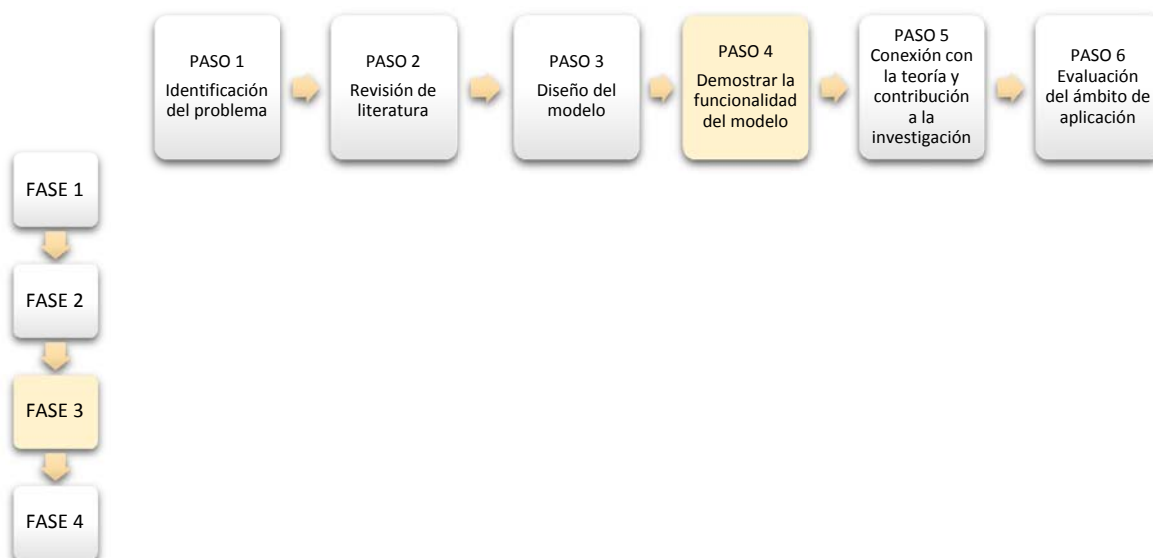 PASO 1
Identificación
del problema
PASO 2
Revisión de
literatura
PASO 3
Diseño del
modelo
PASO 4
Demostrar la
funcionalidad
del modelo
PASO 5
Conexión con
la teoría y
contribución
a la
investigación
PASO 6
Evaluación
del ámbito de
aplicación
FASE 1
FASE 2
FASE 3
FASE 4